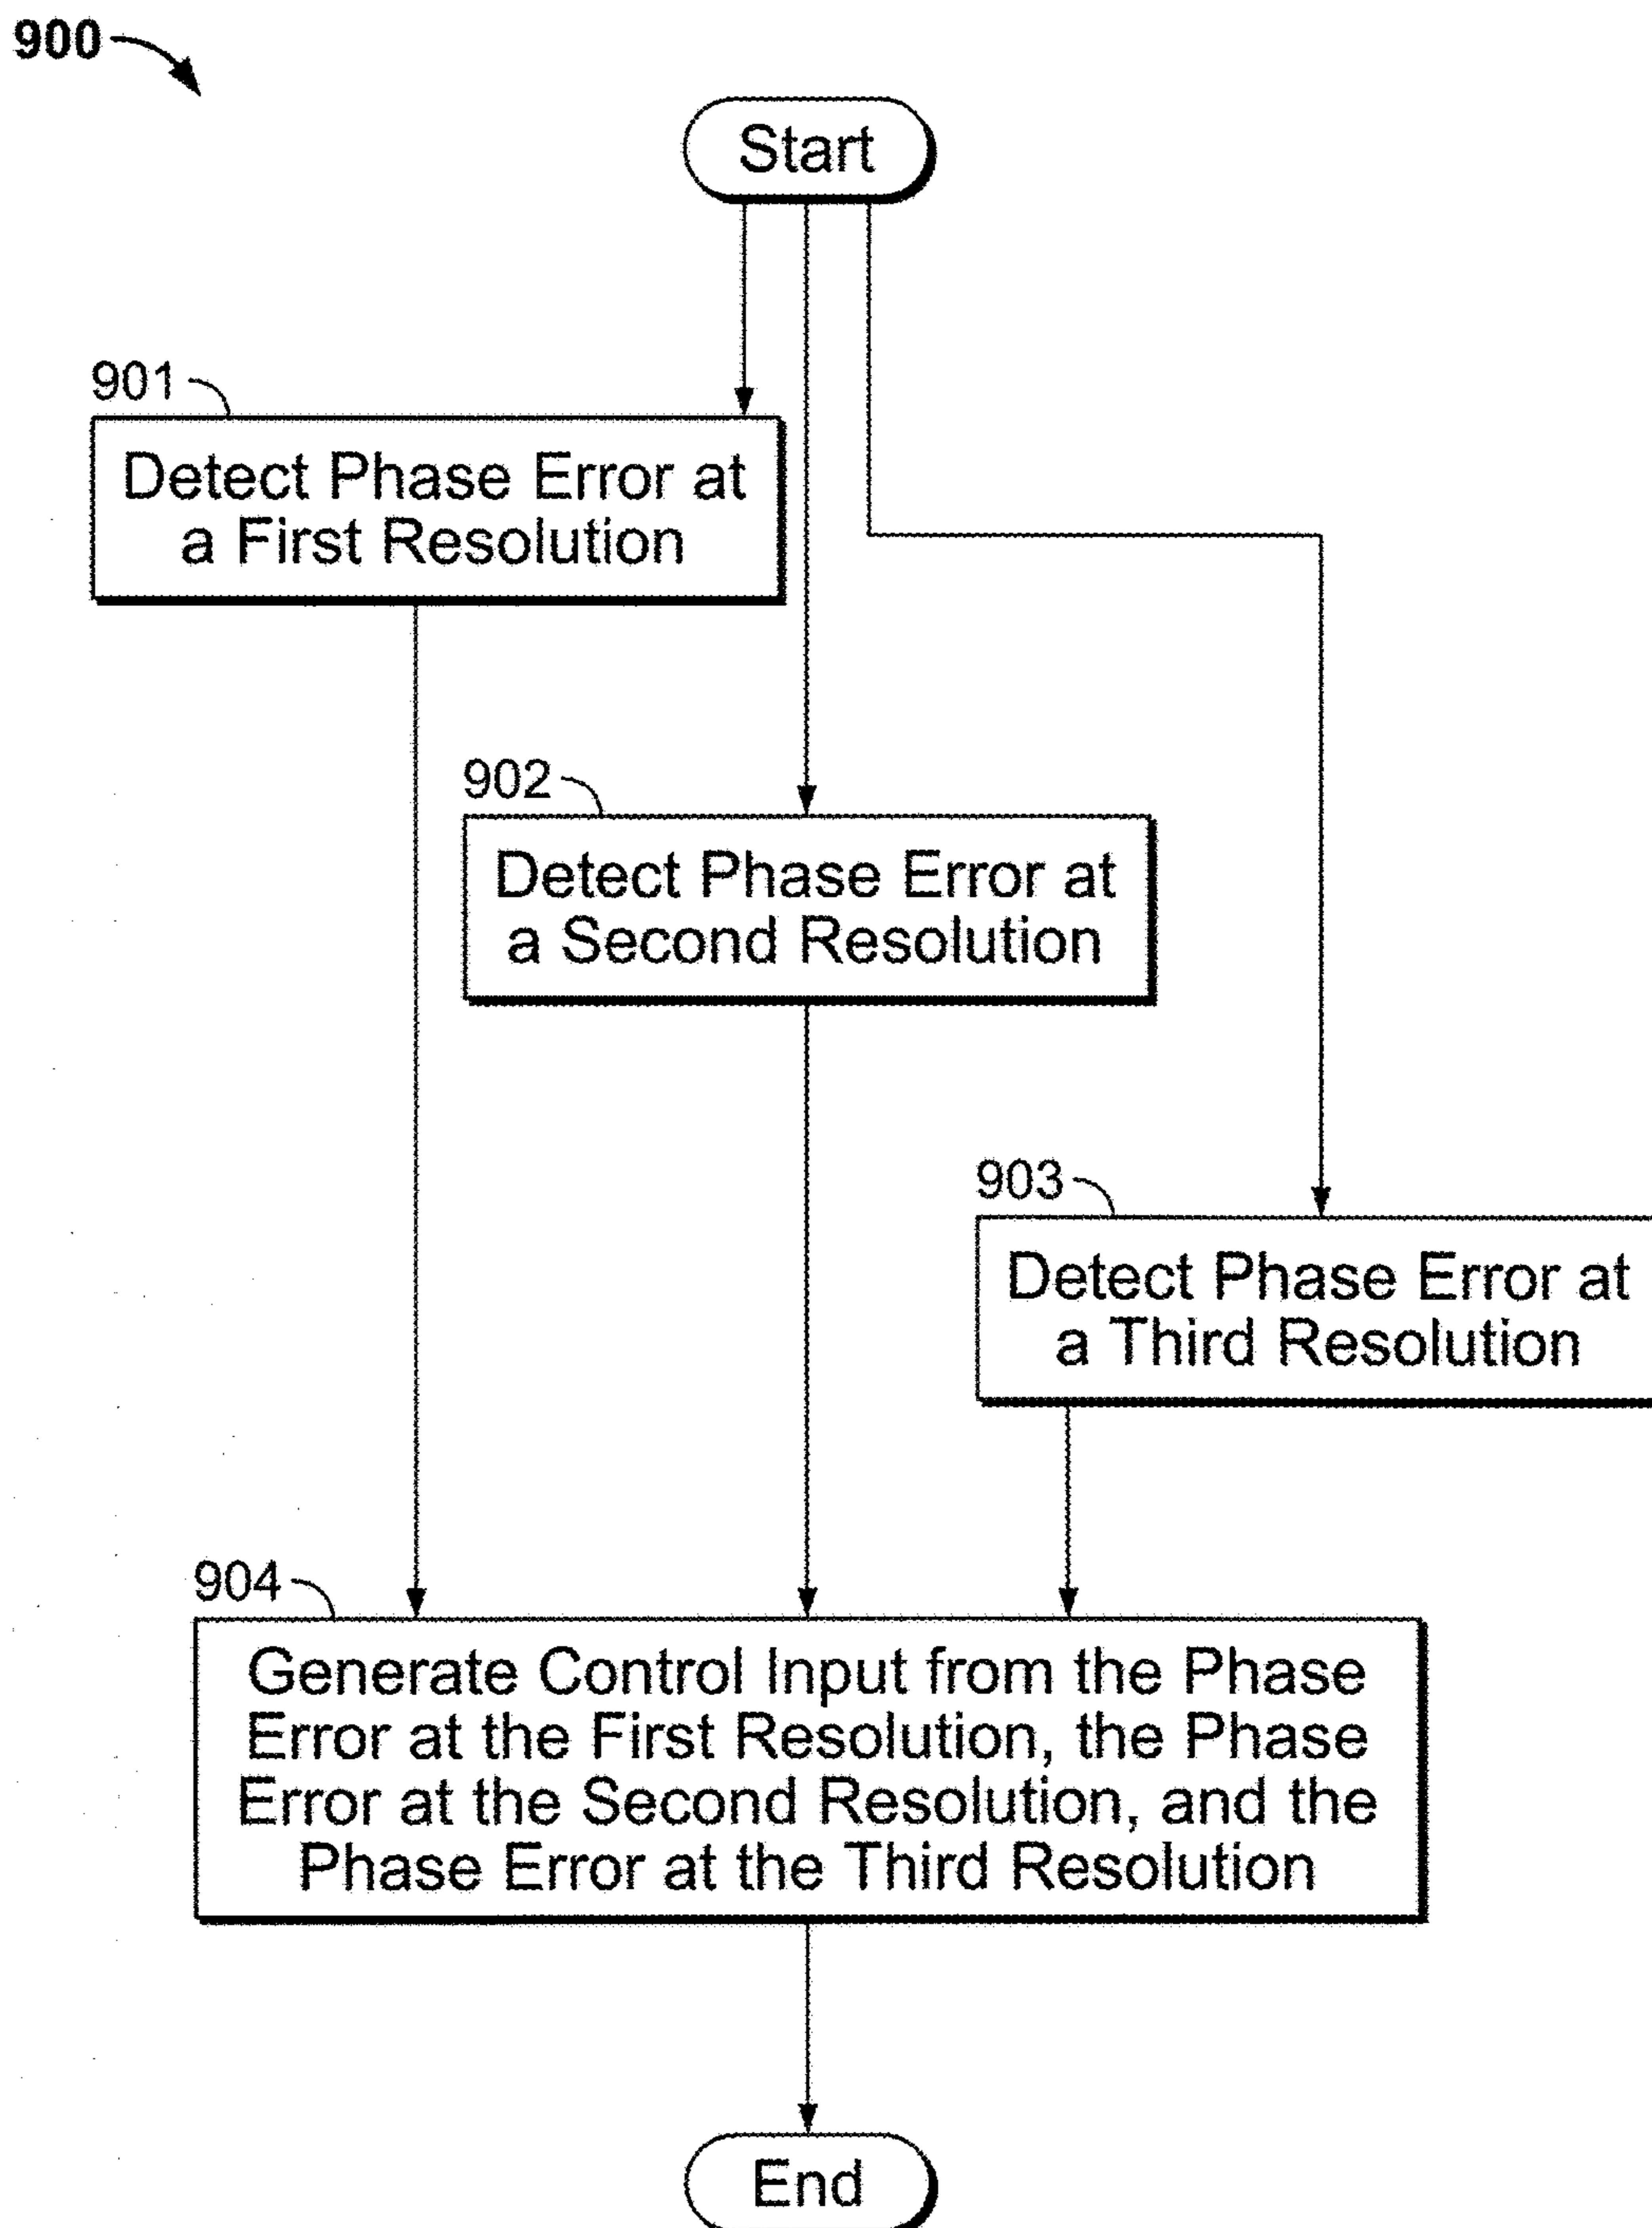 900
Start
901
Detect Phase Error at
a First Resolution
902
Detect Phase Error at
a Second Resolution
903
Detect Phase Error at
a Third Resolution
904
Generate Control Input from the Phase
Error at the First Resolution, the Phase
Error at the Second Resolution, and the
Phase Error at the Third Resolution
End